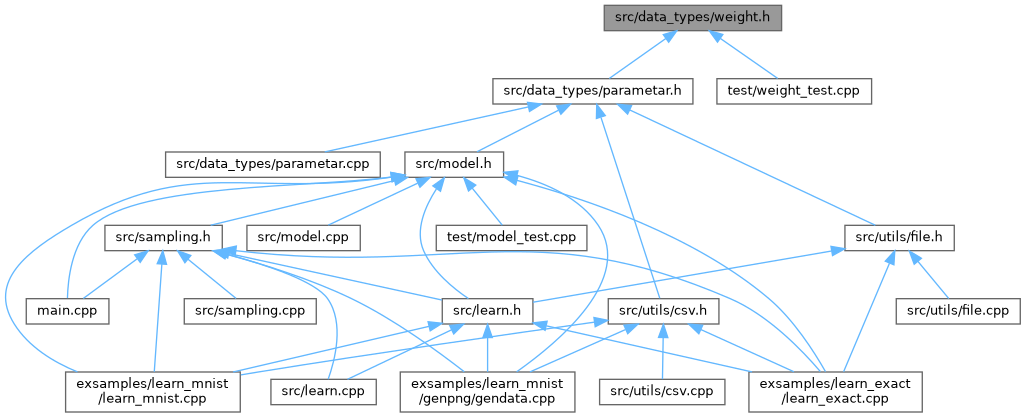 src/data_types/weight.h
src/data_types/parametar.h
test/weight_test.cpp
src/data_types/parametar.cpp
src/model.h
src/sampling.h
src/model.cpp
test/model_test.cpp
src/utils/file.h
main.cpp
src/sampling.cpp
src/learn.h
src/utils/csv.h
src/utils/file.cpp
exsamples/learn_mnist
/learn_mnist.cpp
src/learn.cpp
exsamples/learn_mnist
/genpng/gendata.cpp
src/utils/csv.cpp
exsamples/learn_exact
/learn_exact.cpp